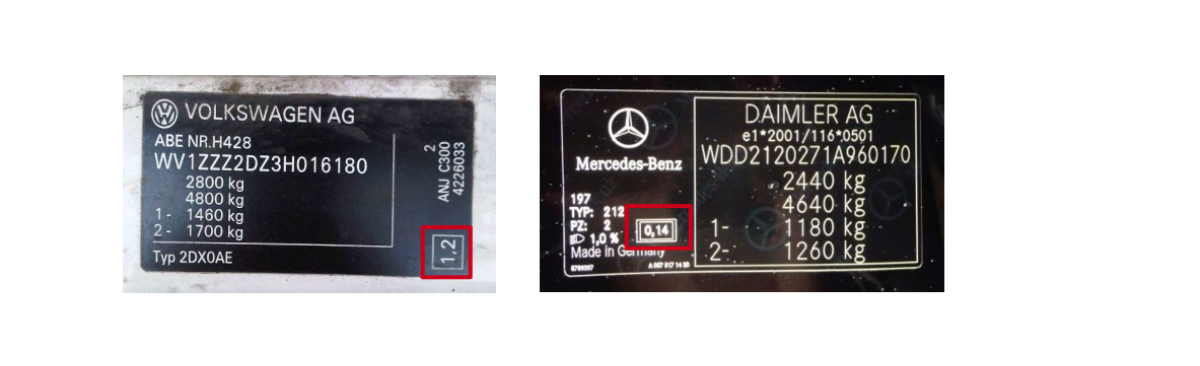 VOLKSWAGEN AG
ABE NR.H428
WV1ZZZ2DZ3H016180
2800 kg
4800 kg
1- 1460 kg
2- 1700 kg
Typ 2DX0AE
2
ANJ C300
4226033
1,2
Mercedes-Benz
197
TYP: 212
PZ: 2
1,0 %
0,14
Made in Germany
DAIMLER AG
e1*2001/116*0501
WDD2120271A960170
2440 kg
4640 kg
1- 1180 kg
2- 1260 kg